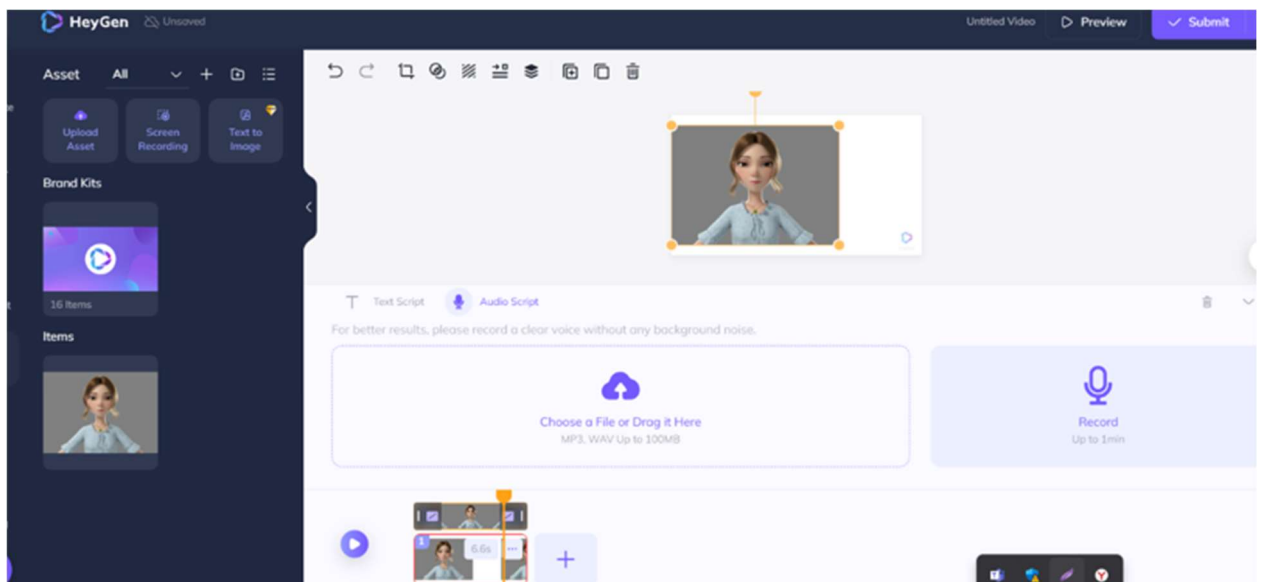 HeyGen Unsaved
Untitled Video Preview Submit
Asset All
Upload Asset
Screen Recording
Text to Image
Brand Kits
16 Items
Items
Text Script Audio Script
For better results, please record a clear voice without any background noise.
Choose a File or Drag it Here
MP3, WAV Up to 100MB
Record
Up to 1min
1 6.6s